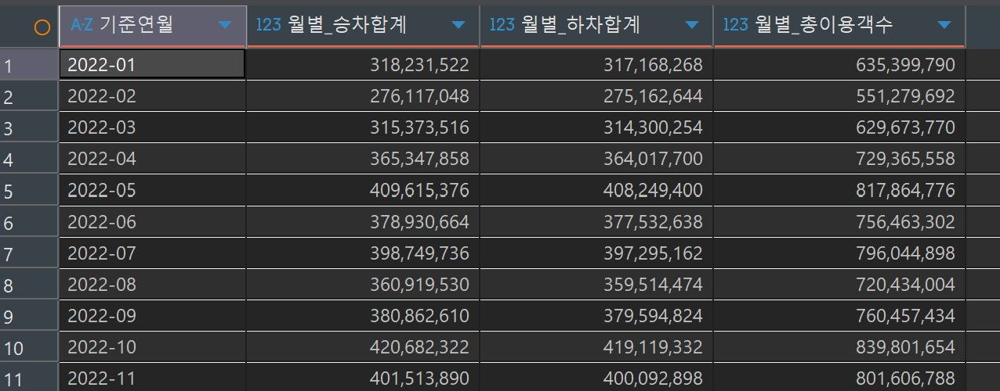 A-Z 기준연월 123 월별_승차합계 123 월별_하차합계 123 월별_총이용객수
1 2022-01 318,231,522 317,168,268 635,399,790
2 2022-02 276,117,048 275,162,644 551,279,692
3 2022-03 315,373,516 314,300,254 629,673,770
4 2022-04 365,347,858 364,017,700 729,365,558
5 2022-05 409,615,376 408,249,400 817,864,776
6 2022-06 378,930,664 377,532,638 756,463,302
7 2022-07 398,749,736 397,295,162 796,044,898
8 2022-08 360,919,530 359,514,474 720,434,004
9 2022-09 380,862,610 379,594,824 760,457,434
10 2022-10 420,682,322 419,119,332 839,801,654
11 2022-11 401,513,890 400,092,898 801,606,788